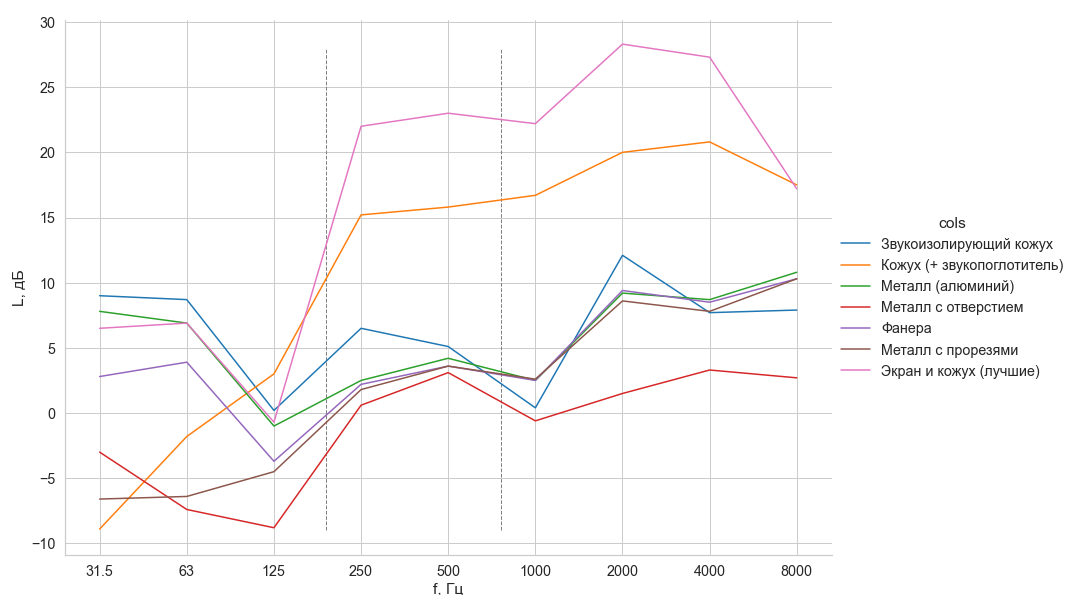 30
25
20
15
10
5
0
−5
−10
L, дБ
31.5 63 125 250 500 1000 2000 4000 8000
f, Гц
cols
Звукоизолирующий кожух
Кожух (+ звукопоглотитель)
Металл (алюминий)
Металл с отверстием
Фанера
Металл с прорезями
Экран и кожух (лучшие)